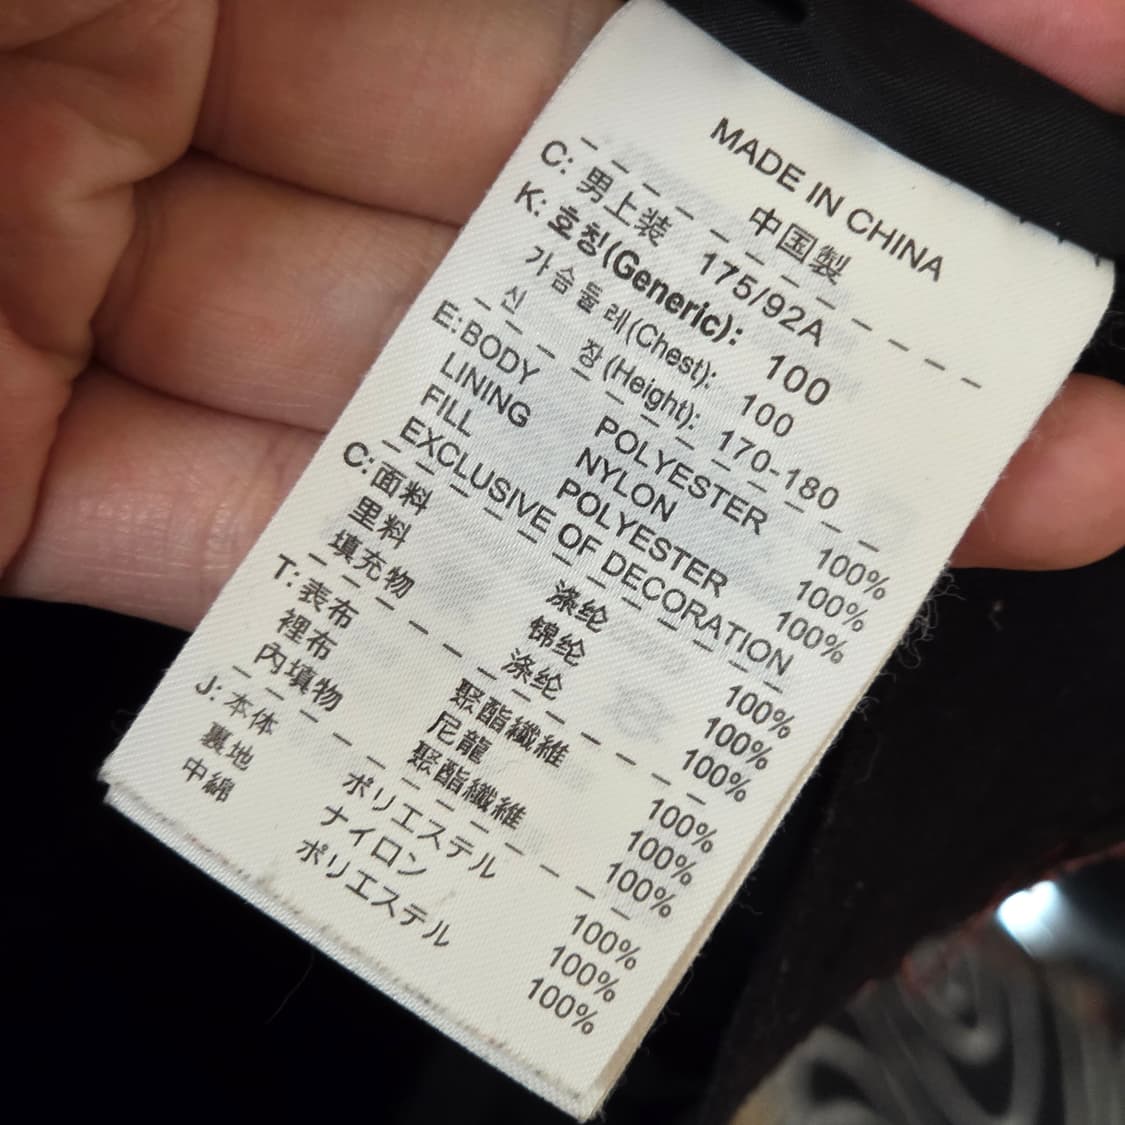 MADE IN CHINA
中国製
C: 男上装 175/92A
K: 호칭(Generic): 100
가슴둘레(Chest): 100
신 장(Height): 170-180
E:BODY POLYESTER 100%
LINING NYLON 100%
FILL POLYESTER 100%
EXCLUSIVE OF DECORATION
C:面料 涤纶 100%
里料 锦纶 100%
填充物 涤纶 100%
T: 表布 聚酯纖維 100%
裡布 尼龍 100%
內填物 聚酯纖維 100%
J: 本体 ポリエステル 100%
裏地 ナイロン 100%
中綿 ポリエステル 100%